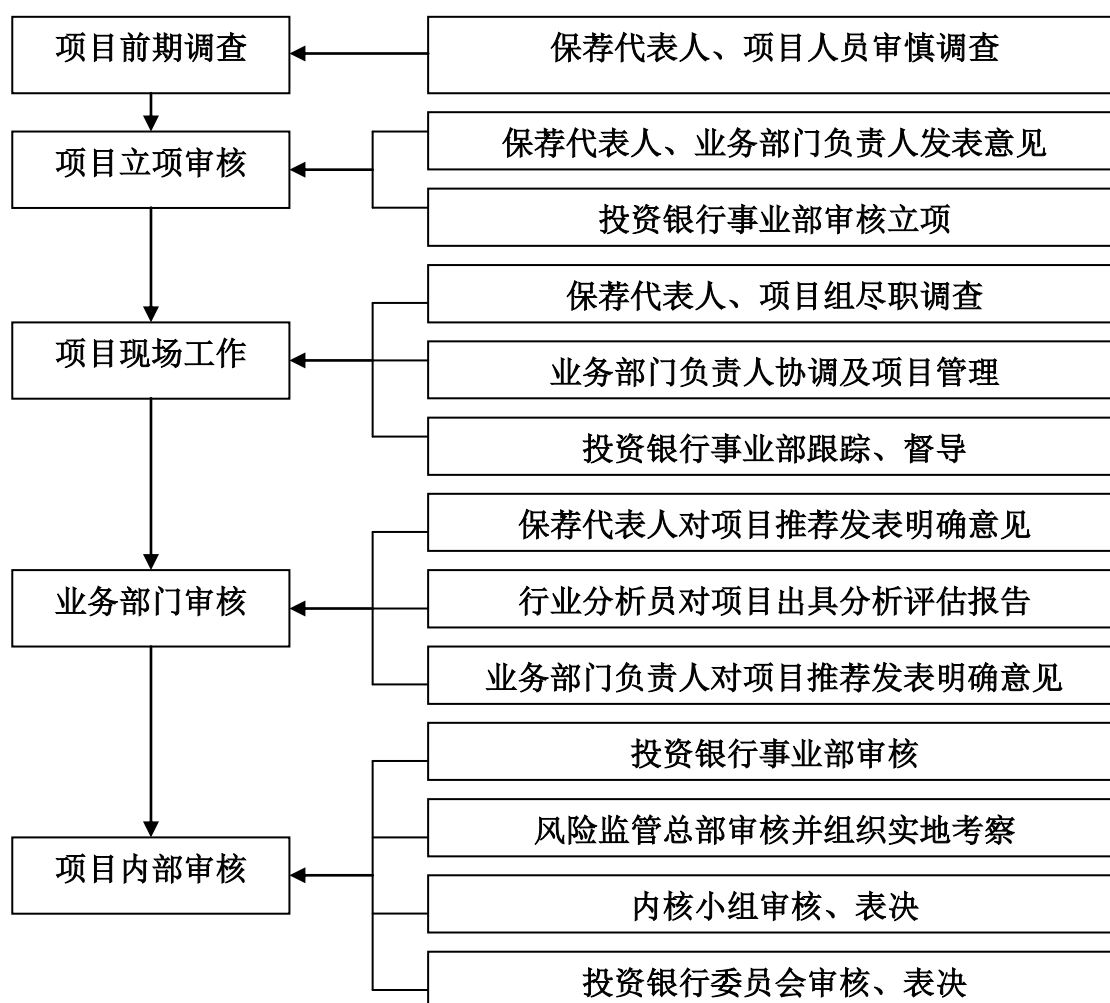 项目前期调查
保荐代表人、项目人员审慎调查
项目立项审核
保荐代表人、业务部门负责人发表意见
投资银行事业部审核立项
项目现场工作
保荐代表人、项目组尽职调查
业务部门负责人协调及项目管理
投资银行事业部跟踪、督导
业务部门审核
保荐代表人对项目推荐发表明确意见
行业分析员对项目出具分析评估报告
业务部门负责人对项目推荐发表明确意见
项目内部审核
投资银行事业部审核
风险监管总部审核并组织实地考察
内核小组审核、表决
投资银行委员会审核、表决